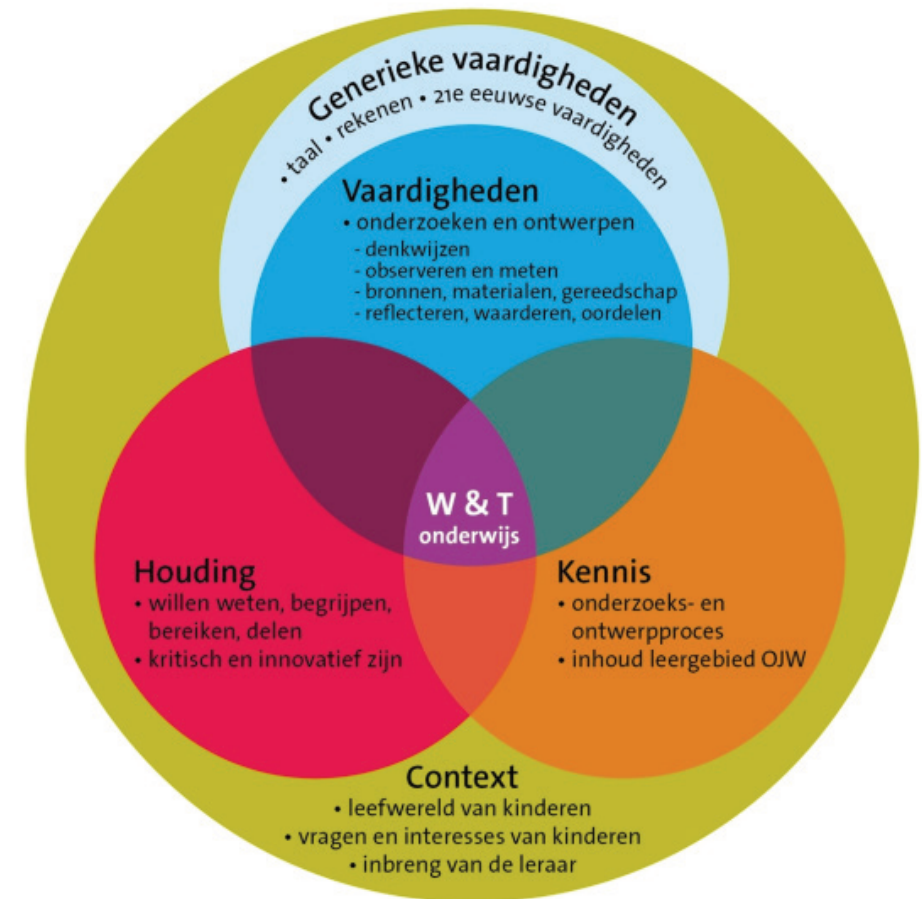 Generieke vaardigheden
• taal • rekenen • 21e eeuwse vaardigheden
Vaardigheden
• onderzoeken en ontwerpen
- denkwijzen
- observeren en meten
- bronnen, materialen, gereedschap
- reflecteren, waarderen, oordelen
W & T
onderwijs
Houding
• willen weten, begrijpen,
bereiken, delen
• kritisch en innovatief zijn
Kennis
• onderzoeks- en
ontwerpproces
• inhoud leergebied OJW
Context
• leefwereld van kinderen
• vragen en interesses van kinderen
• inbreng van de leraar